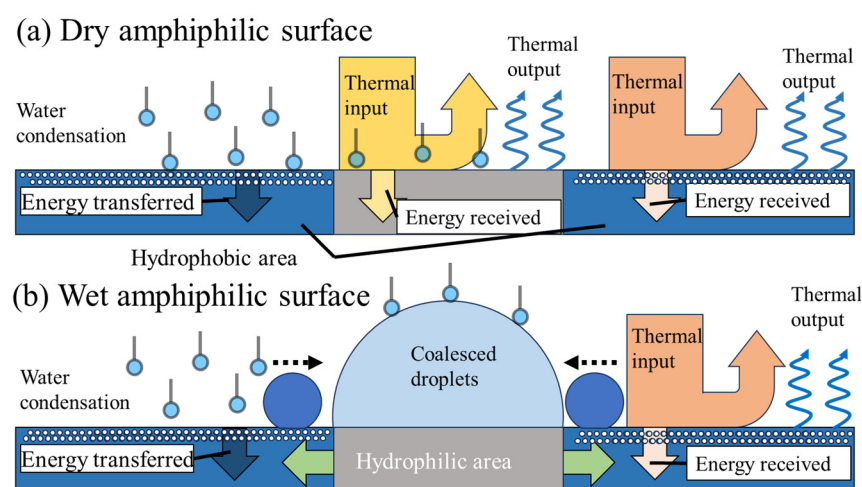 (a) Dry amphiphilic surface
Thermal
output
Thermal
input
Thermal
input
Thermal
output
Water
condensation
Energy transferred
Energy received
Energy received
Hydrophobic area
(b) Wet amphiphilic surface
Thermal
output
Thermal
input
Coalesced
droplets
Water
condensation
Energy transferred
Hydrophilic area
Energy received